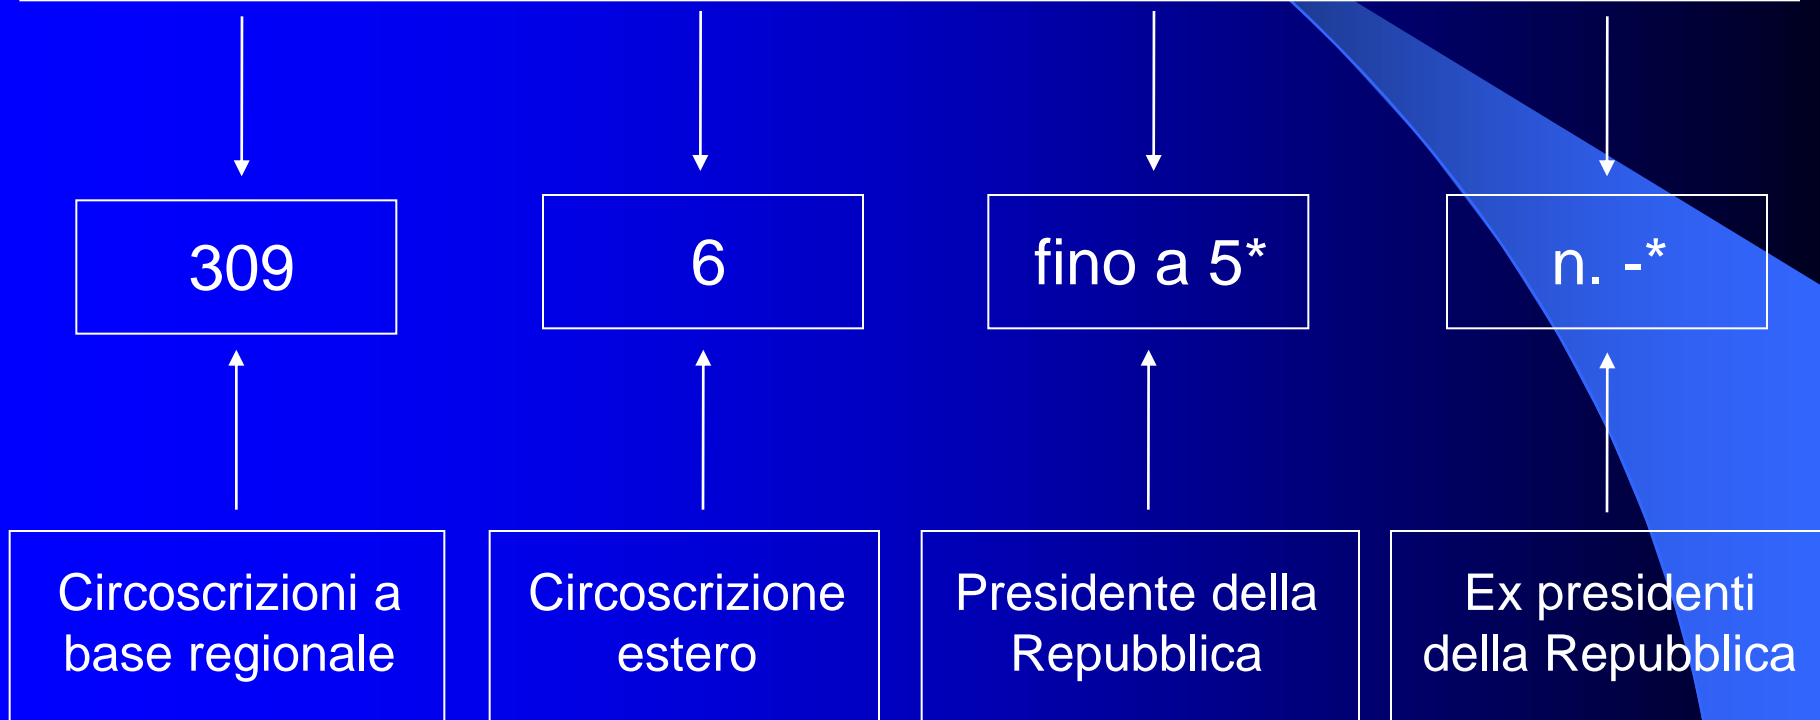 309
6
fino a 5*
n. -*
Circoscrizioni a
base regionale
Circoscrizione
estero
Presidente della
Repubblica
Ex presidenti
della Repubblica